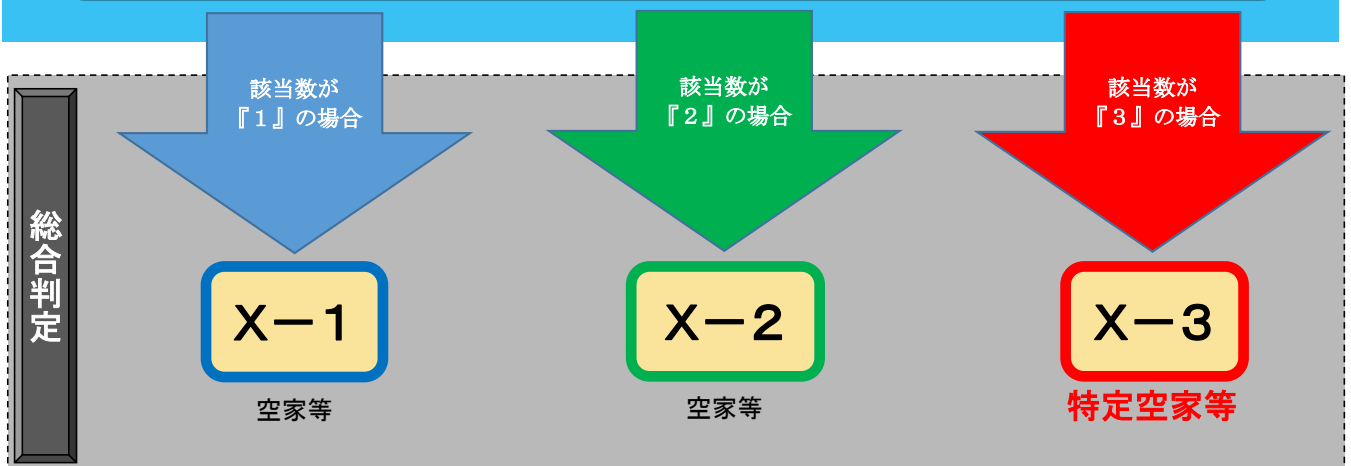 該当数が
『1』の場合
該当数が
『2』の場合
該当数が
『3』の場合
総合判定
X－1
X－2
X－3
空家等
空家等
特定空家等